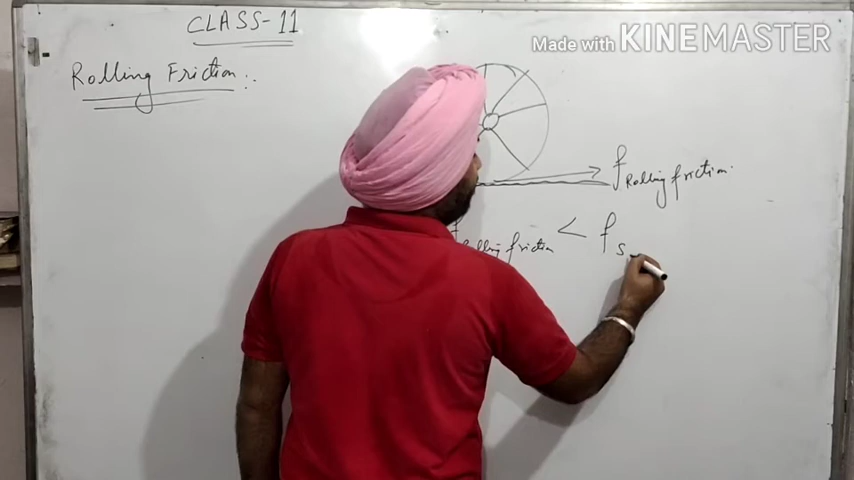 CLASS-11
Made with KINEMASTER
Rolling Friction :.
f Rolling friction.
f Rolling friction < f s